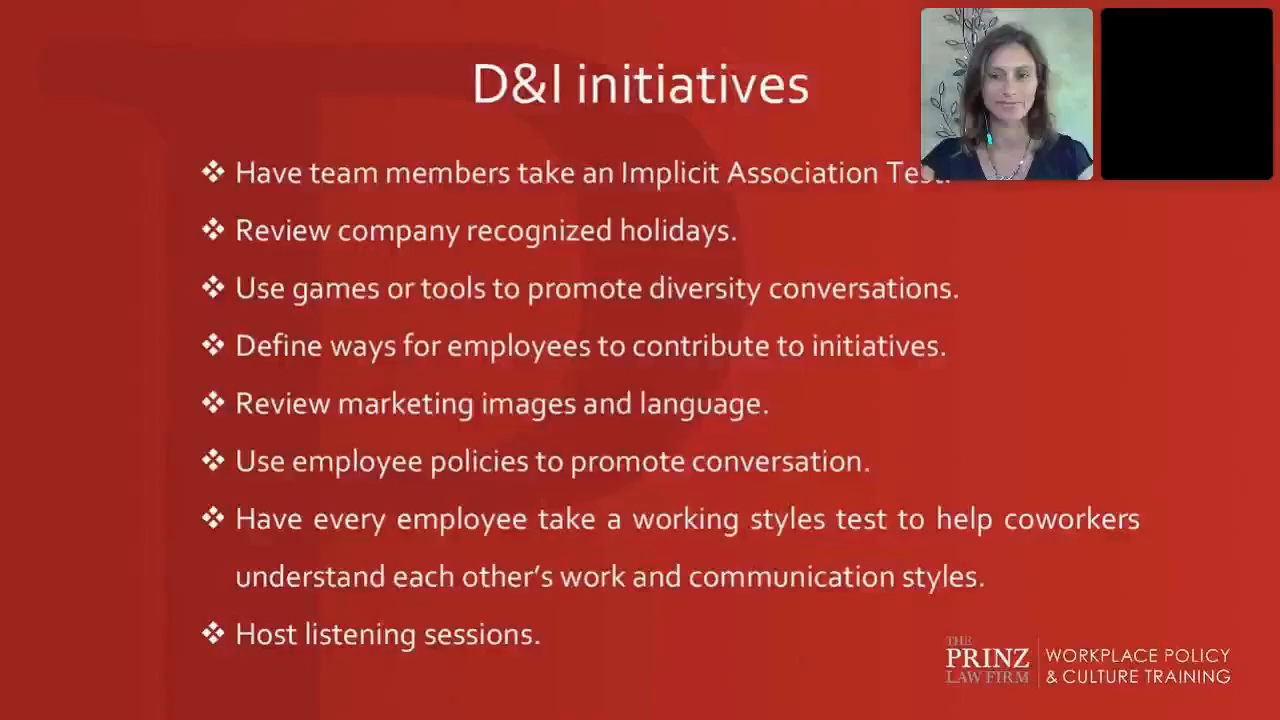 D&I initiatives
❖ Have team members take an Implicit Association Test.
❖ Review company recognized holidays.
❖ Use games or tools to promote diversity conversations.
❖ Define ways for employees to contribute to initiatives.
❖ Review marketing images and language.
❖ Use employee policies to promote conversation.
❖ Have every employee take a working styles test to help coworkers
understand each other’s work and communication styles.
❖ Host listening sessions.
THE
PRINZ
LAW FIRM
WORKPLACE POLICY
& CULTURE TRAINING